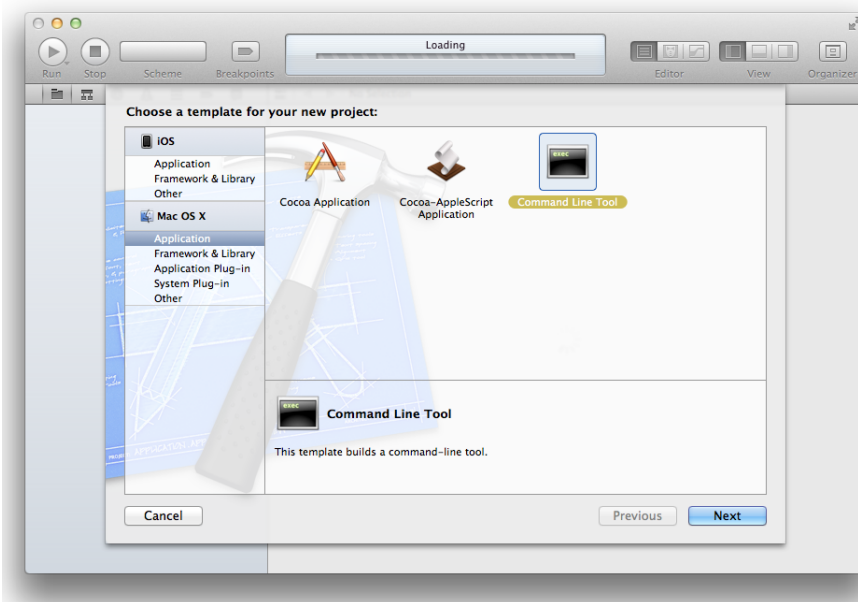 Loading
Run Stop Scheme Breakpoints Editor View Organizer
Choose a template for your new project:
iOS
Application
Framework & Library
Other
Mac OS X
Application
Framework & Library
Application Plug-in
System Plug-in
Other
Cocoa Application
Cocoa-AppleScript
Application
exec
Command Line Tool
exec
Command Line Tool
This template builds a command-line tool.
Cancel
Previous
Next